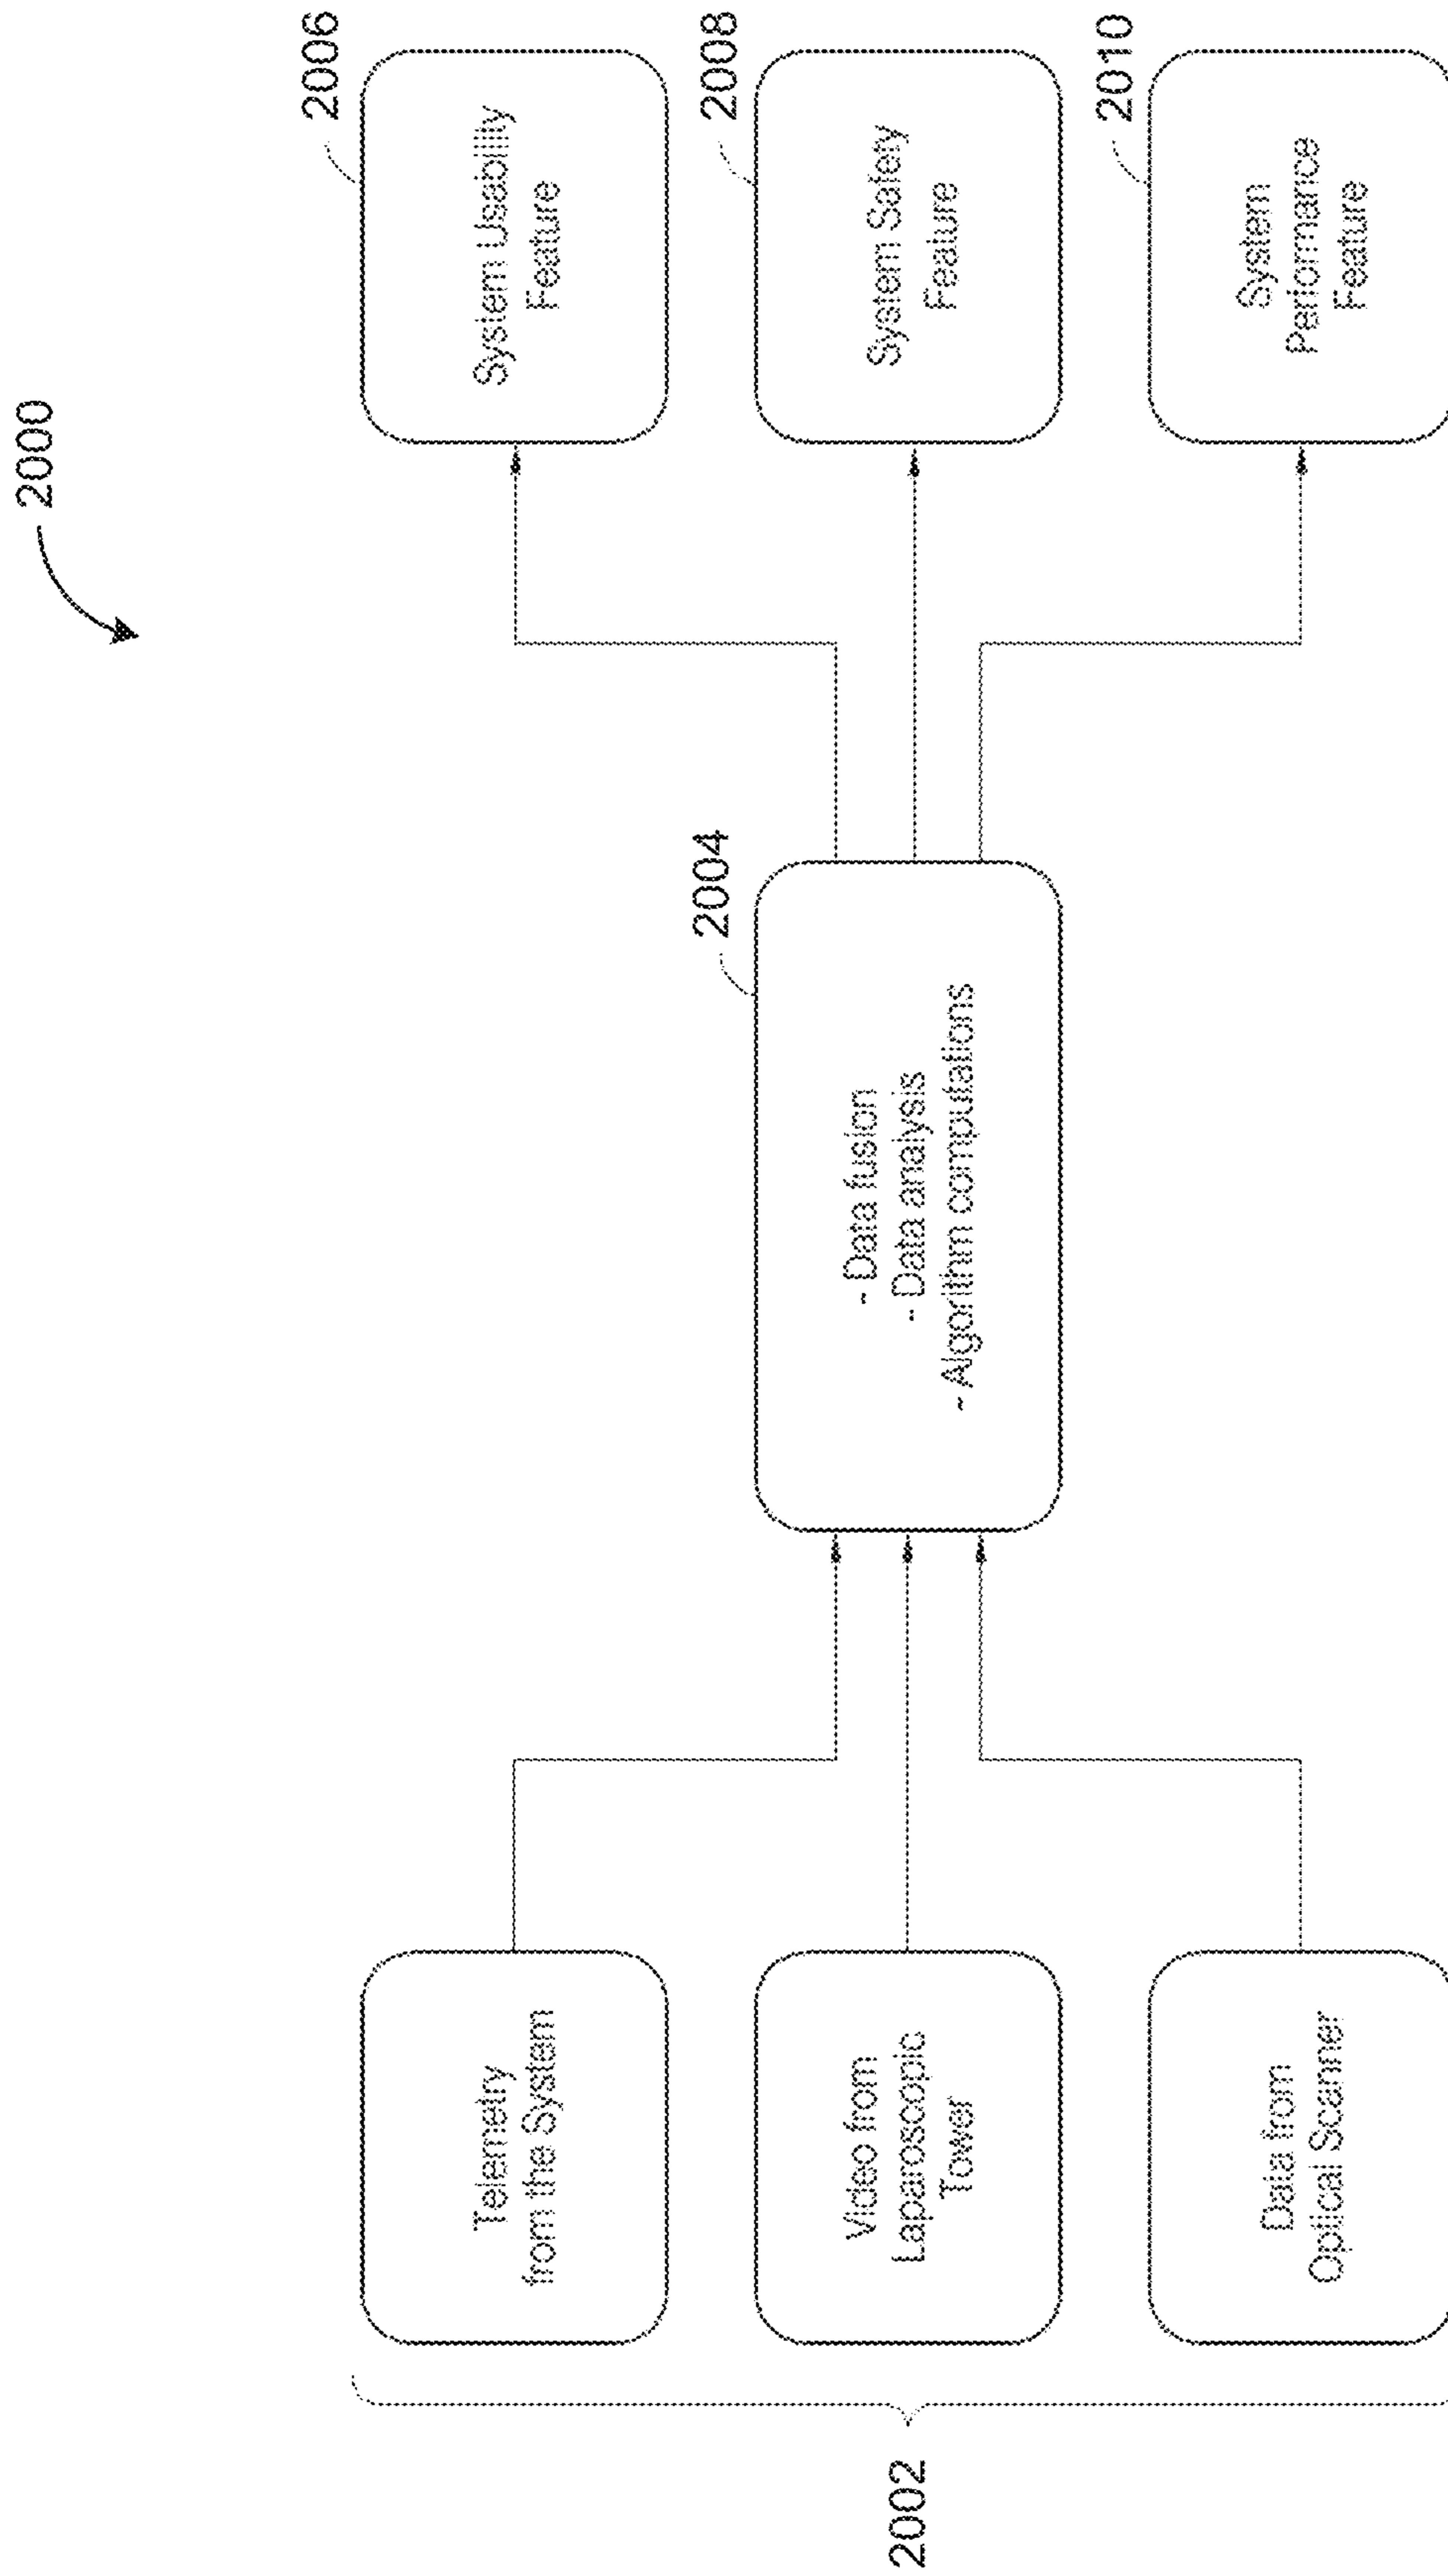 2000
2002
Telemetry
from the System
Video from
Laparoscopic
Tower
Data from
Optical Scanner
2004
- Data fusion
- Data analysis
- Algorithm computations
2006
System Usability
Feature
2008
System Safety
Feature
2010
System
Performance
Feature